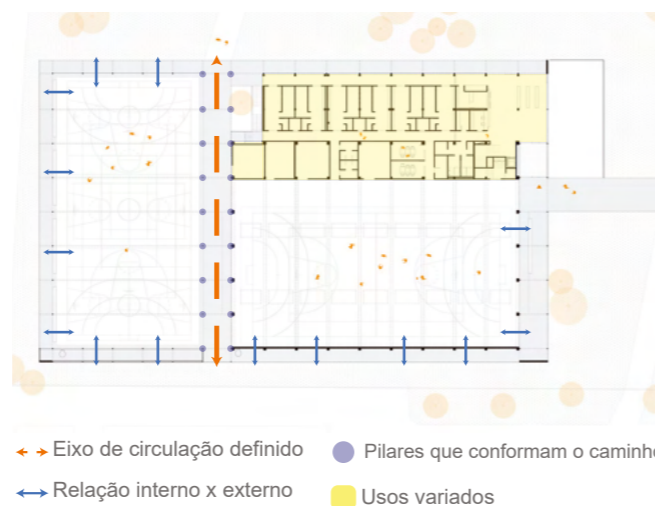 Eixo de circulação definido
Pilares que conformam o caminho
Relação interno x externo
Usos variados